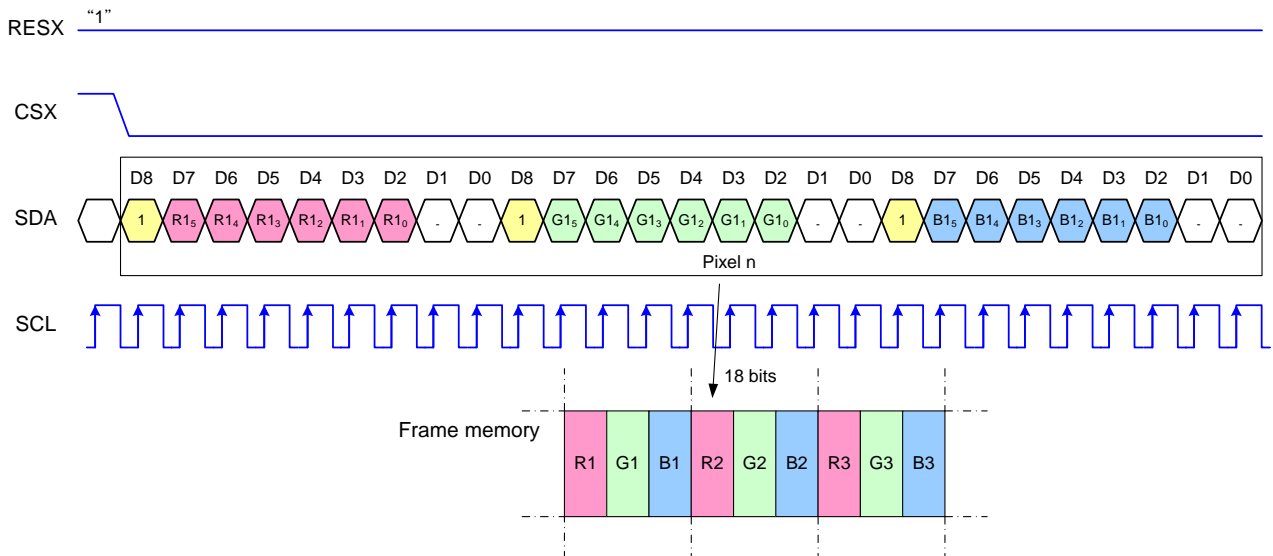 RESX “1”
CSX
D8 D7 D6 D5 D4 D3 D2 D1 D0 D8 D7 D6 D5 D4 D3 D2 D1 D0 D8 D7 D6 D5 D4 D3 D2 D1 D0
SDA 1 R1₅ R1₄ R1₃ R1₂ R1₁ R1₀ - - 1 G1₅ G1₄ G1₃ G1₂ G1₁ G1₀ - - 1 B1₅ B1₄ B1₃ B1₂ B1₁ B1₀ - -
Pixel n
SCL
18 bits
Frame memory
R1 G1 B1 R2 G2 B2 R3 G3 B3